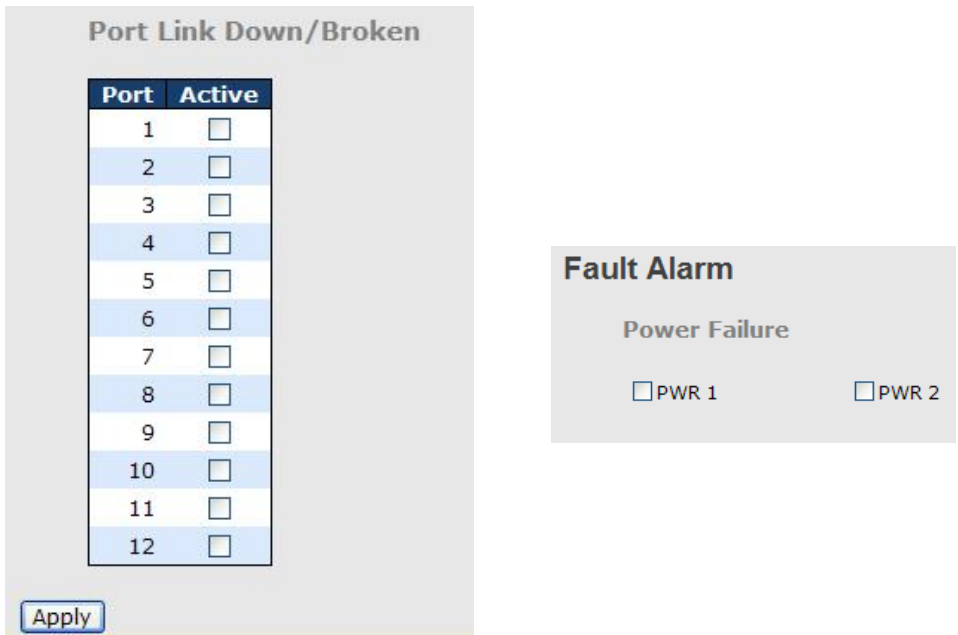 Port Link Down/Broken
Port Active
1
2
3
4
5
6
7
8
9
10
11
12
Apply
Fault Alarm
Power Failure
PWR 1 PWR 2